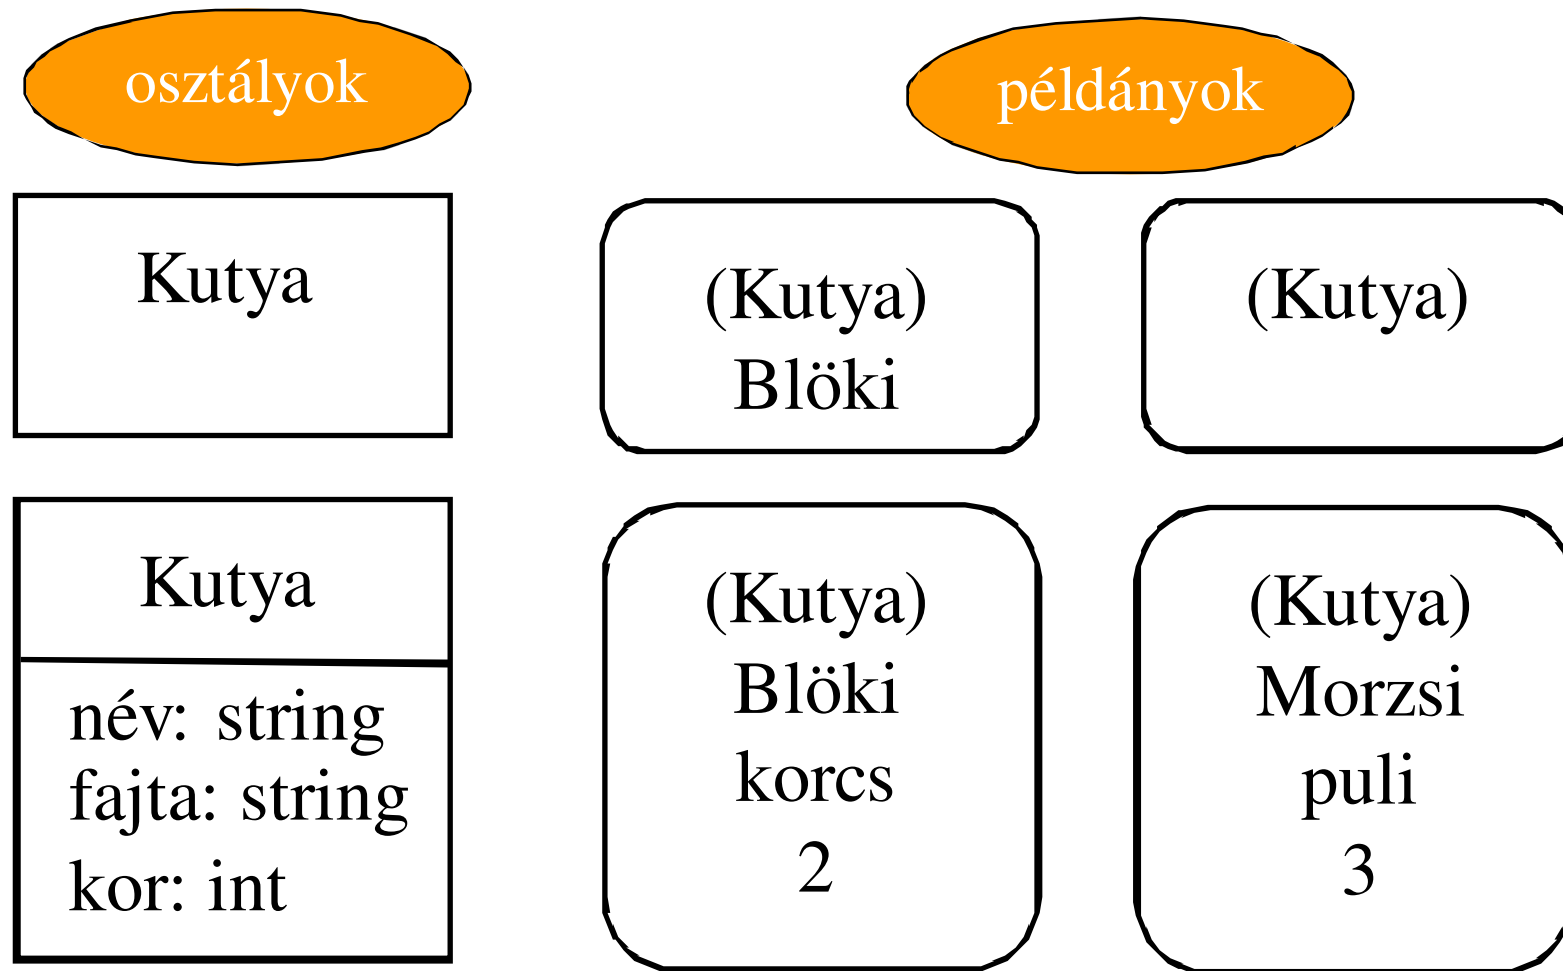 osztályok
példányok
Kutya
(Kutya)
Blöki
(Kutya)
Kutya
név: string
fajta: string
kor: int
(Kutya)
Blöki
korcs
2
(Kutya)
Morzsi
puli
3